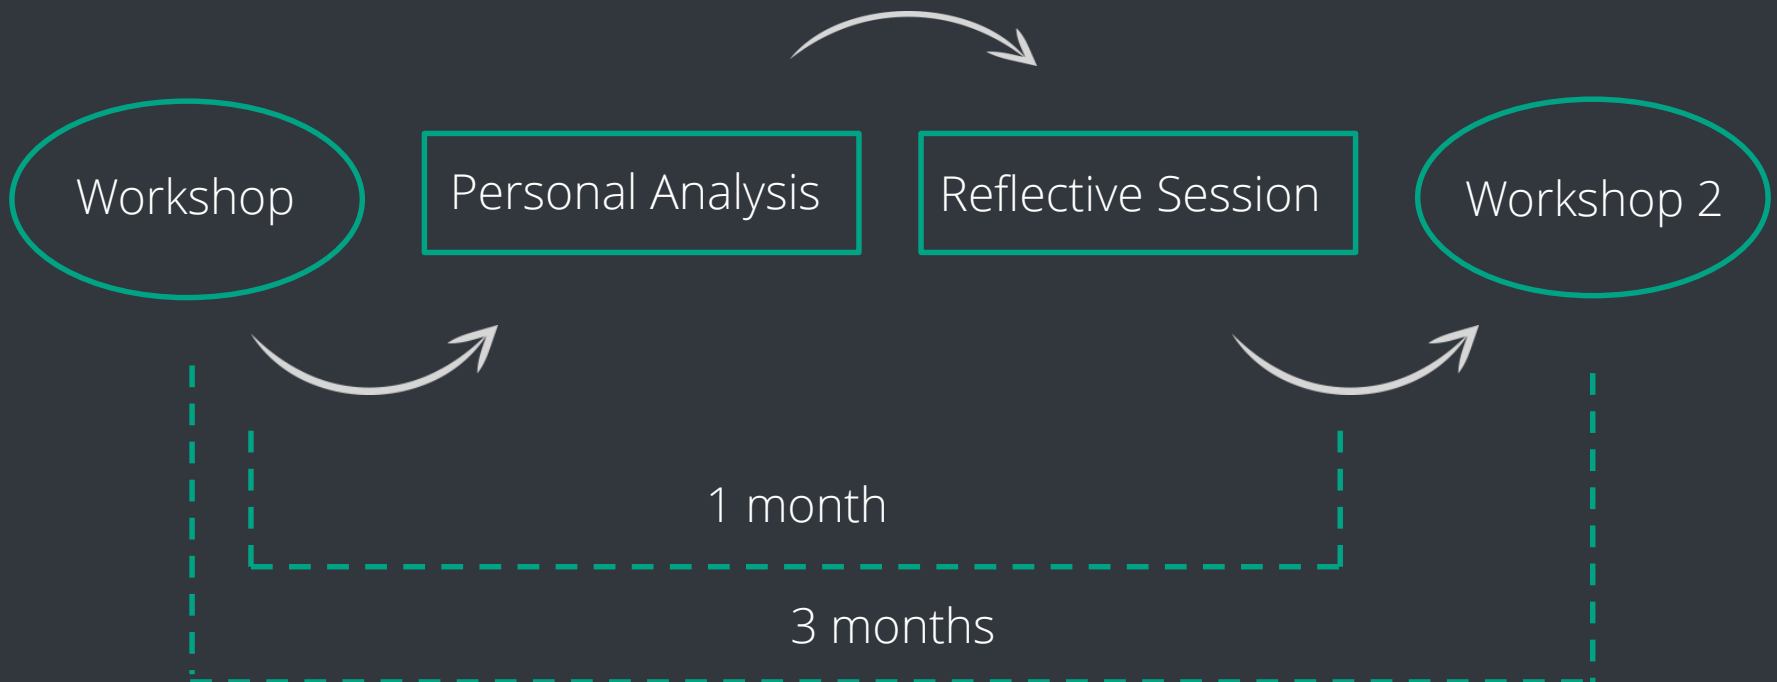 Workshop
Personal Analysis
Reflective Session
Workshop 2
1 month
3 months